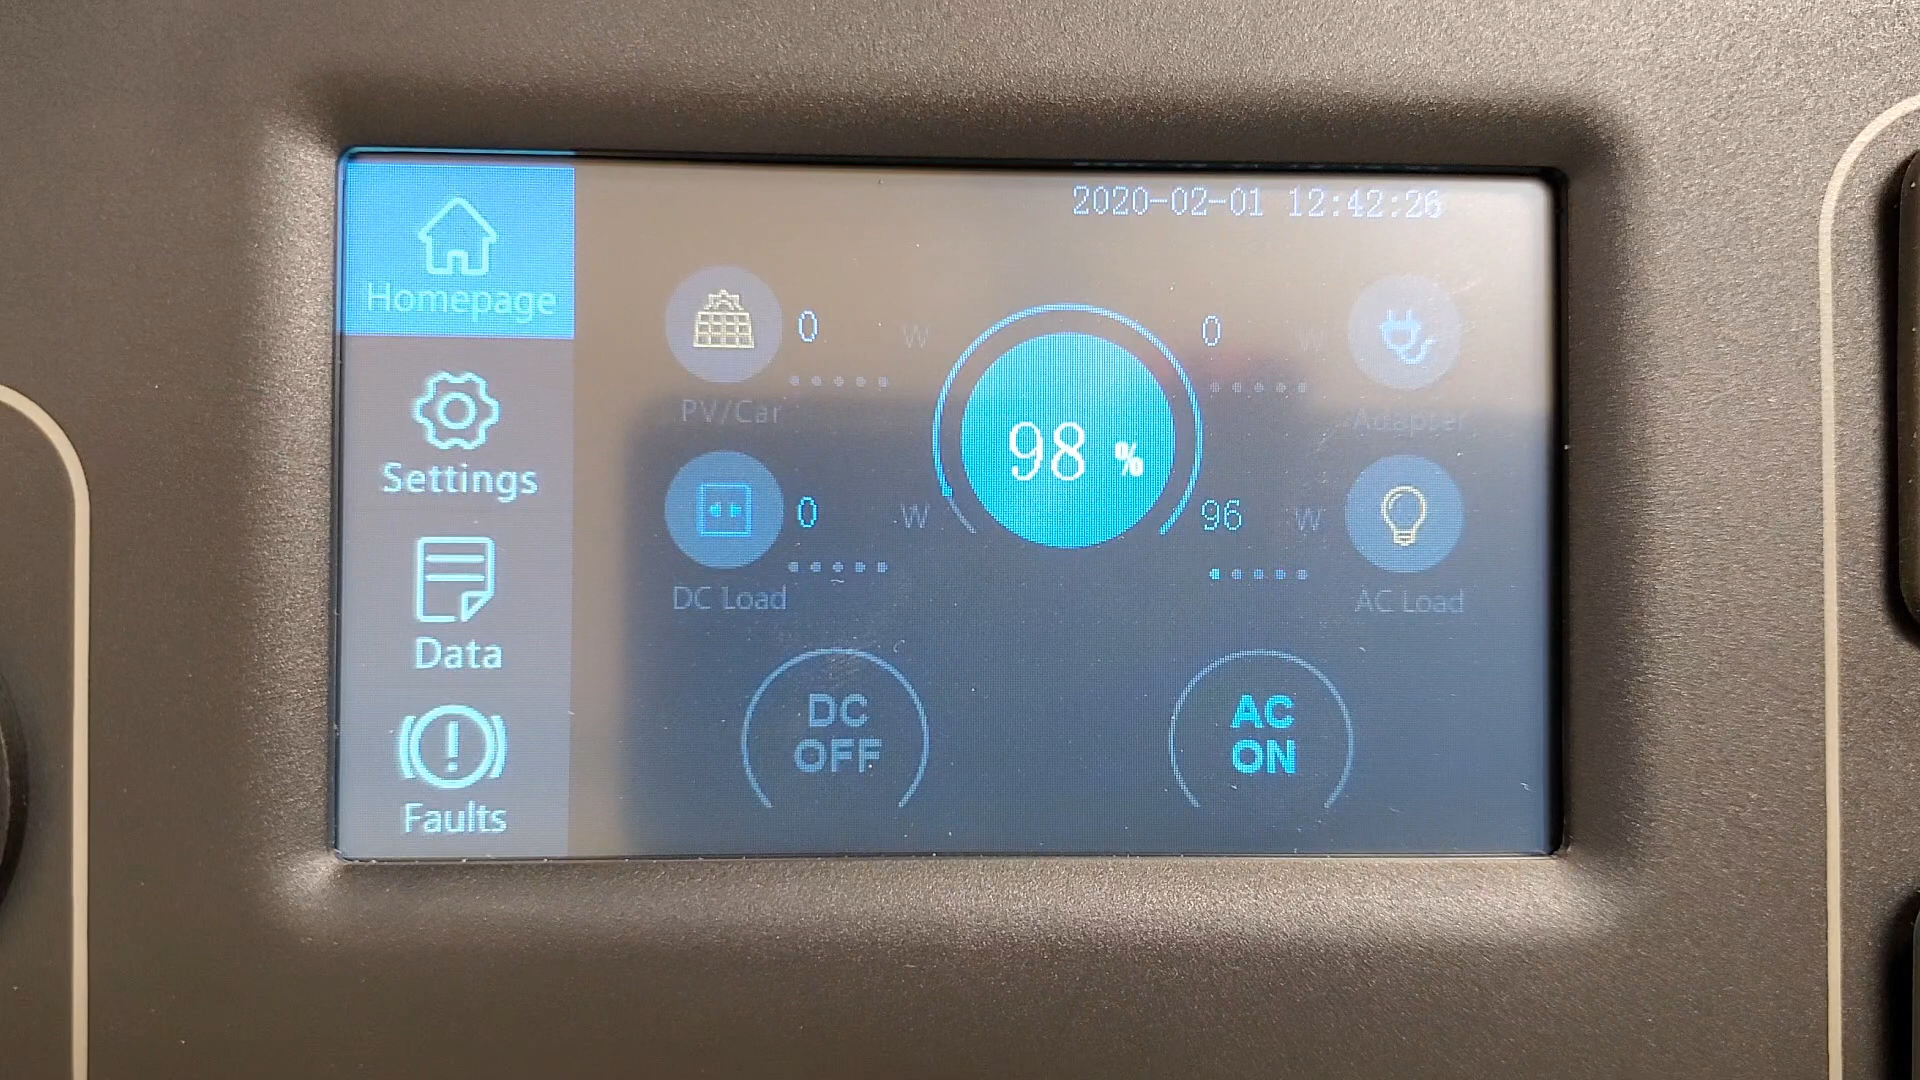 2020-02-01 12:42:26
Homepage
Settings
Data
Faults
0 W
PV/Car
0 W
Adapter
98 %
0 W
DC Load
96 W
AC Load
DC
OFF
AC
ON